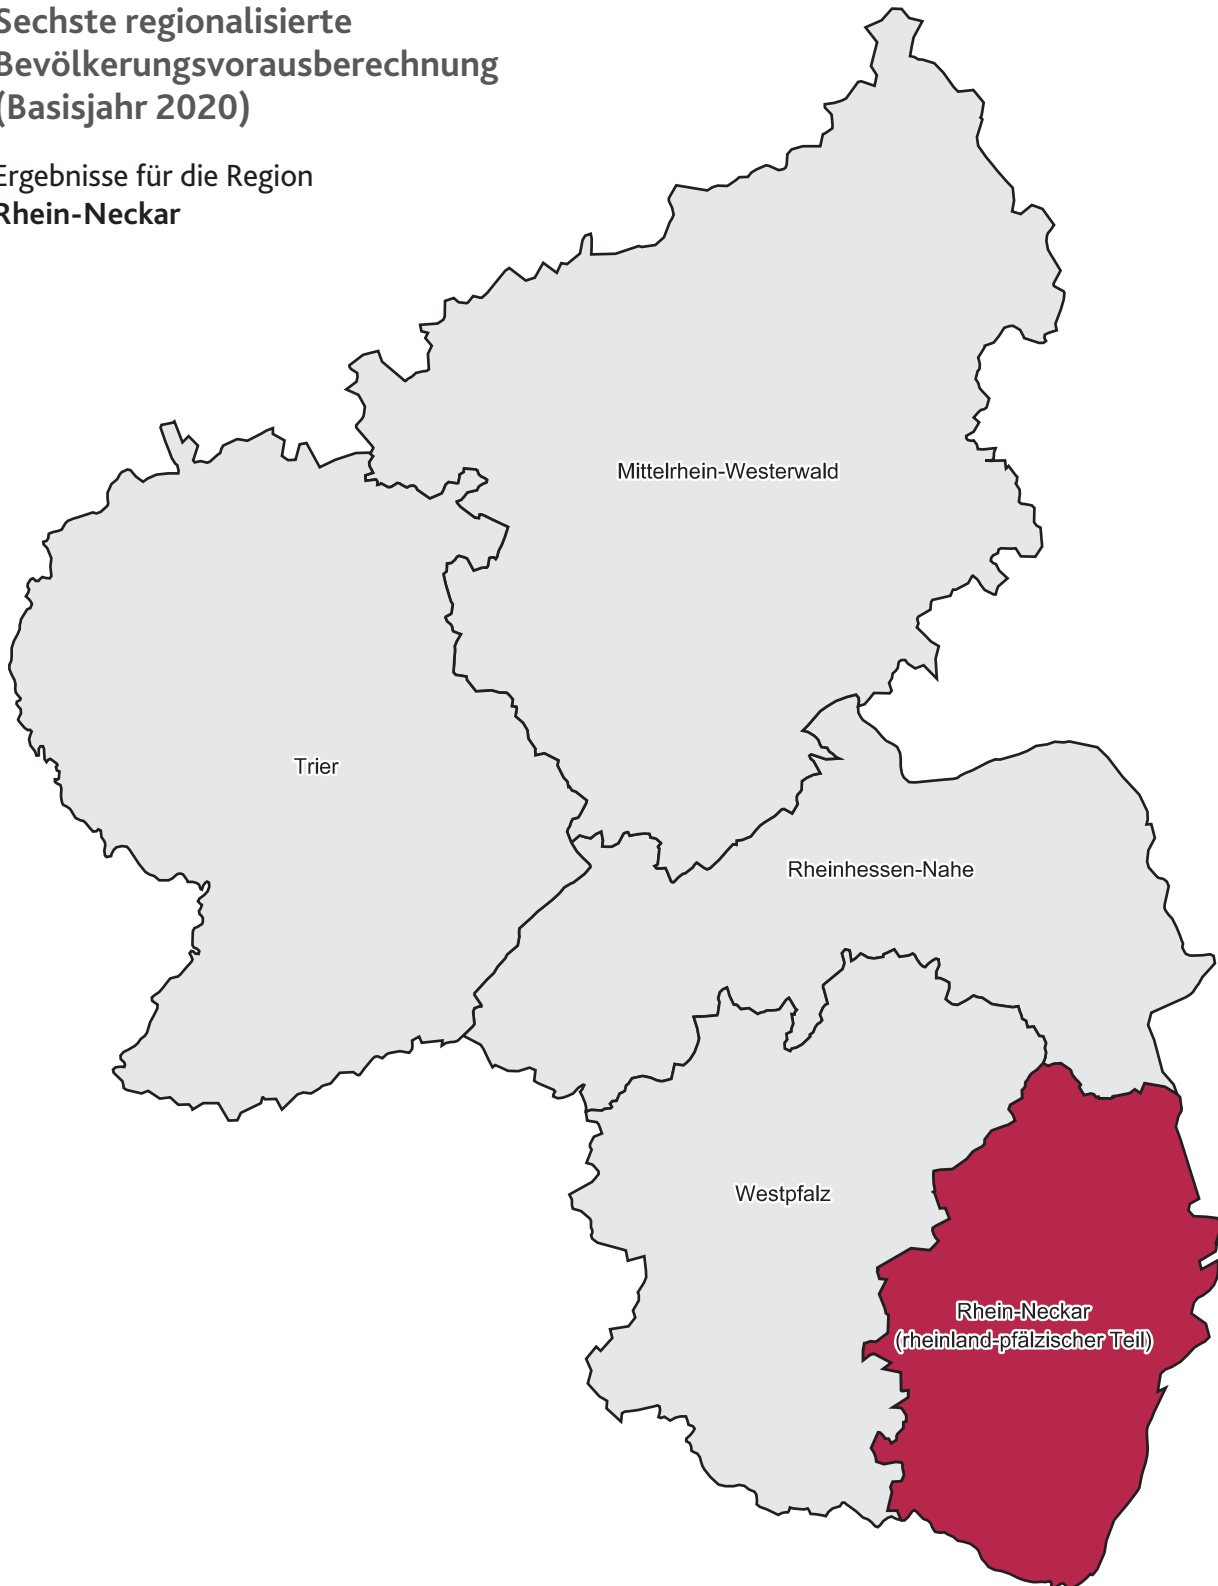 Sechste regionalisierte
Bevölkerungsvorausberechnung
(Basisjahr 2020)
Ergebnisse für die Region
Rhein-Neckar
Mittelrhein-Westerwald
Trier
Rheinhessen-Nahe
Westpfalz
Rhein-Neckar
(rheinland-pfälzischer Teil)